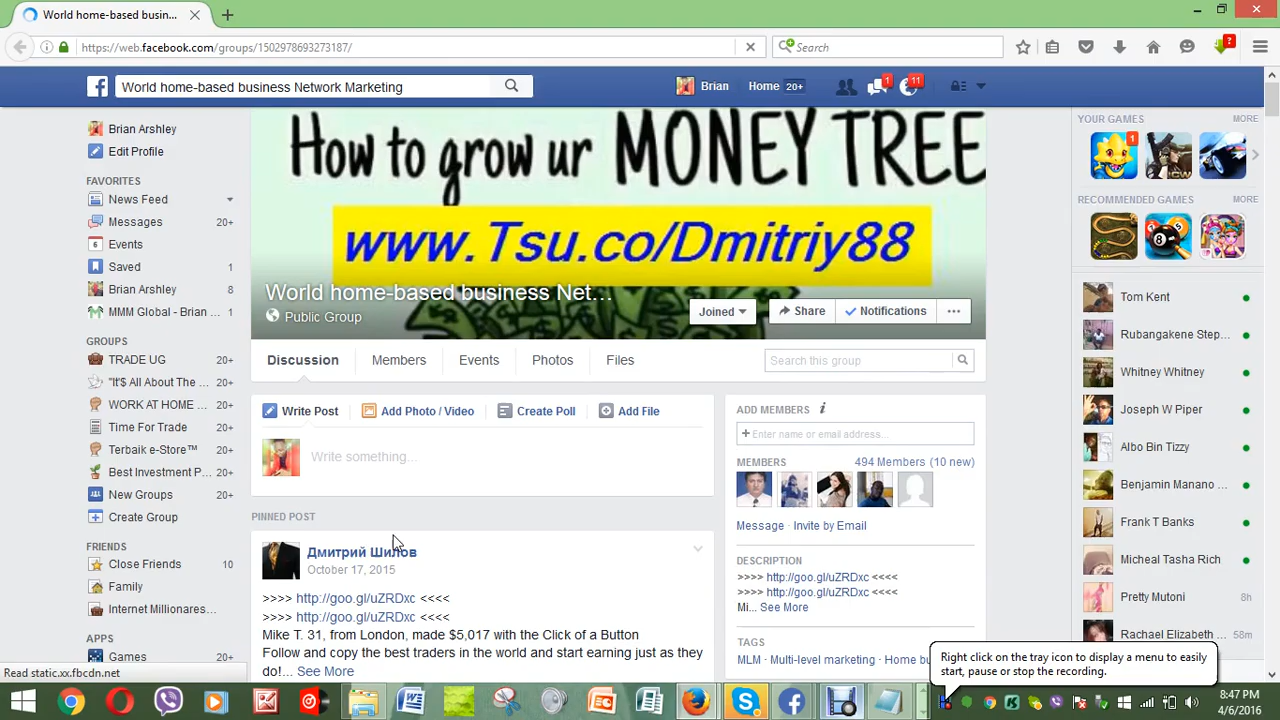 World home-based busin...
https://web.facebook.com/groups/1502978693273187/
Search
?
World home-based business Network Marketing
Brian
Home 20+
1
11
Brian Arshley
Edit Profile
FAVORITES
News Feed
Messages 20+
6 Events
Saved 1
Brian Arshley 8
MMM Global - Brian ...
GROUPS
TRADE UG 20+
"It'$ All About The ... 20+
WORK AT HOME ... 20+
Time For Trade 20+
Terbaik e-Store™ 20+
Best Investment P... 20+
New Groups 20+
Create Group
FRIENDS
Close Friends 10
Family
Internet Millionares...
APPS
Games 20+
How to grow ur MONEY TREE
www.Tsu.co/Dmitriy88
World home-based business Net...
Public Group
Joined
Share
Notifications
...
Discussion
Members
Events
Photos
Files
Search this group
Write Post
Add Photo / Video
Create Poll
Add File
Write something...
PINNED POST
Дмитрий Шилов
October 17, 2015
>>>> http://goo.gl/uZRDxc <<<<
>>>> http://goo.gl/uZRDxc <<<<
Mike T. 31, from London, made $5,017 with the Click of a Button
Follow and copy the best traders in the world and start earning just as they
do!... See More
ADD MEMBERS i
+ Enter name or email address...
MEMBERS 494 Members (10 new)
Message · Invite by Email
DESCRIPTION
>>>> http://goo.gl/uZRDxc <<<<
>>>> http://goo.gl/uZRDxc <<<<
Mi... See More
TAGS
MLM · Multi-level marketing · Home bu
YOUR GAMES MORE
1
RECOMMENDED GAMES MORE
8
Tom Kent
Rubangakene Step...
Whitney Whitney
Joseph W Piper
Albo Bin Tizzy
Benjamin Manano ...
Frank T Banks
Micheal Tasha Rich
Pretty Mutoni 8h
Rachael Elizabeth ... 58m
Right click on the tray icon to display a menu to easily
start, pause or stop the recording.
Read static.xx.fbcdn.net
8:47 PM
4/6/2016